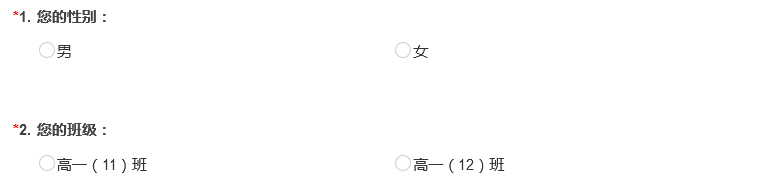 *1. 您的性别：
男 女
*2. 您的班级：
高一（11）班 高一（12）班